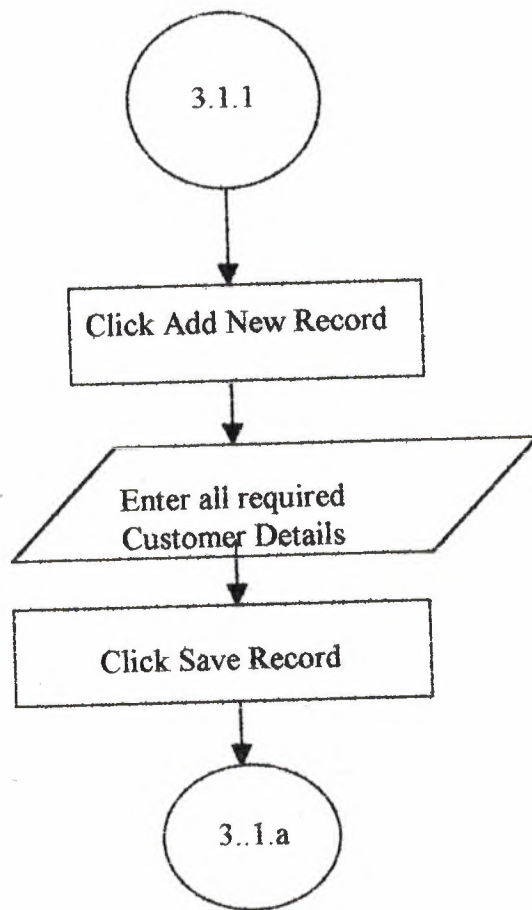 3.1.1
Click Add New Record
Enter all required
Customer Details
Click Save Record
3..1.a